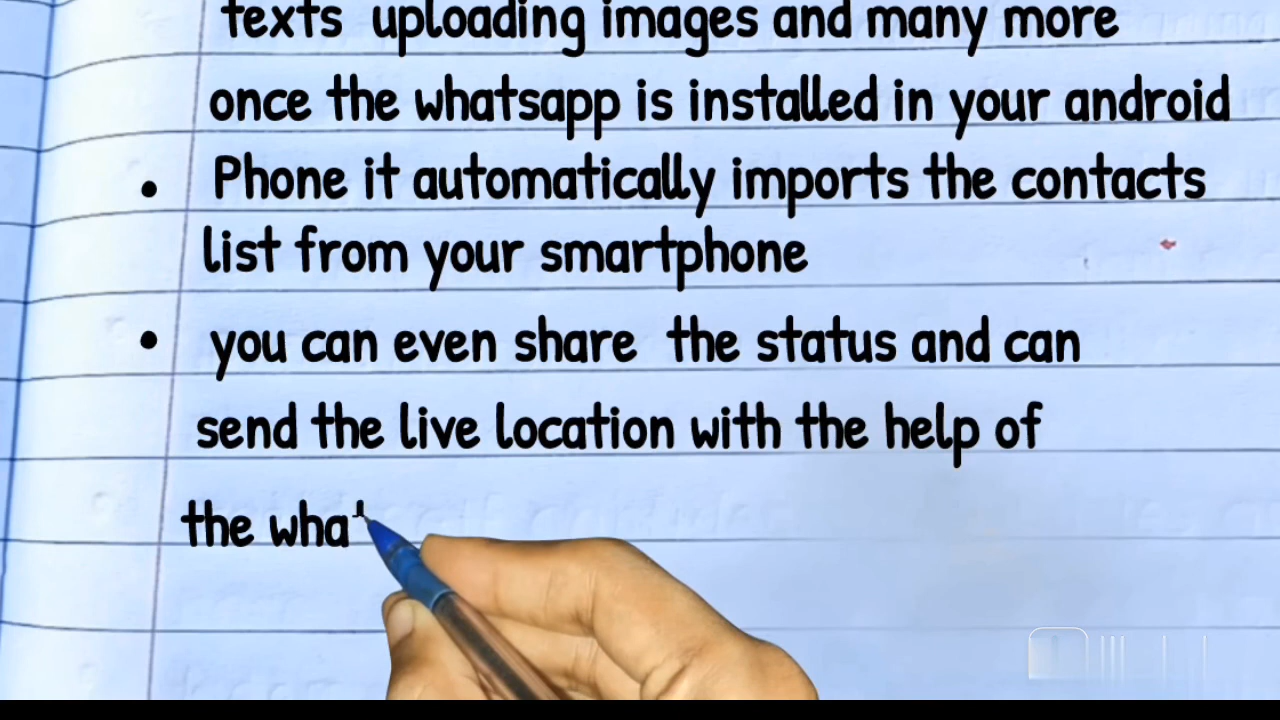 texts uploading images and many more
once the whatsapp is installed in your android
• Phone it automatically imports the contacts
list from your smartphone
• you can even share the status and can
send the live location with the help of
the what